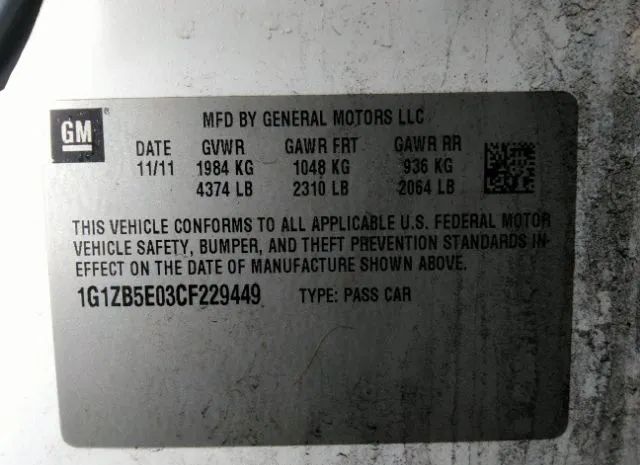 GM
MFD BY GENERAL MOTORS LLC
DATE GVWR GAWR FRT GAWR RR
11/11 1984 KG 1048 KG 936 KG
4374 LB 2310 LB 2064 LB
THIS VEHICLE CONFORMS TO ALL APPLICABLE U.S. FEDERAL MOTOR
VEHICLE SAFETY, BUMPER, AND THEFT PREVENTION STANDARDS IN
EFFECT ON THE DATE OF MANUFACTURE SHOWN ABOVE.
1G1ZB5E03CF229449 TYPE: PASS CAR